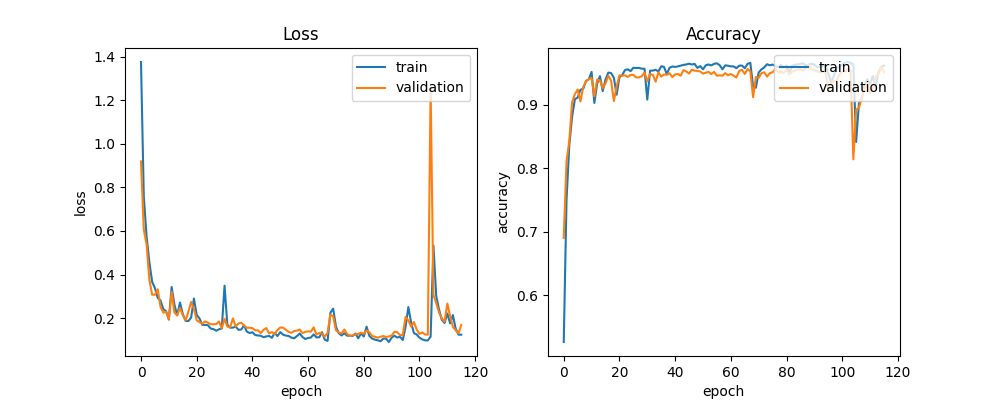 Loss
1.4
1.2
1.0
0.8
0.6
0.4
0.2
loss
0 20 40 60 80 100 120
epoch
train
validation
Accuracy
0.9
0.8
0.7
0.6
accuracy
0 20 40 60 80 100 120
epoch
train
validation